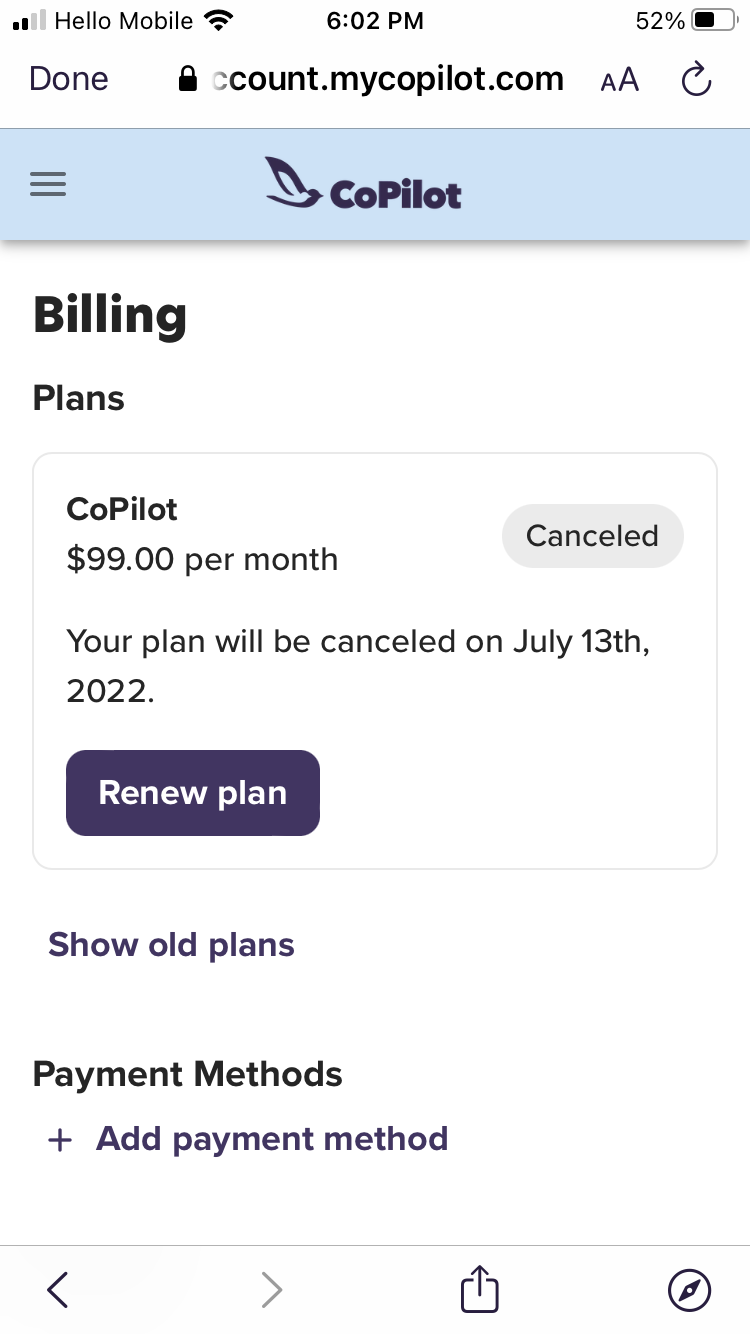 Hello Mobile 6:02 PM 52%
Done ccount.mycopilot.com AA
CoPilot
Billing
Plans
CoPilot
$99.00 per month
Canceled
Your plan will be canceled on July 13th,
2022.
Renew plan
Show old plans
Payment Methods
+ Add payment method